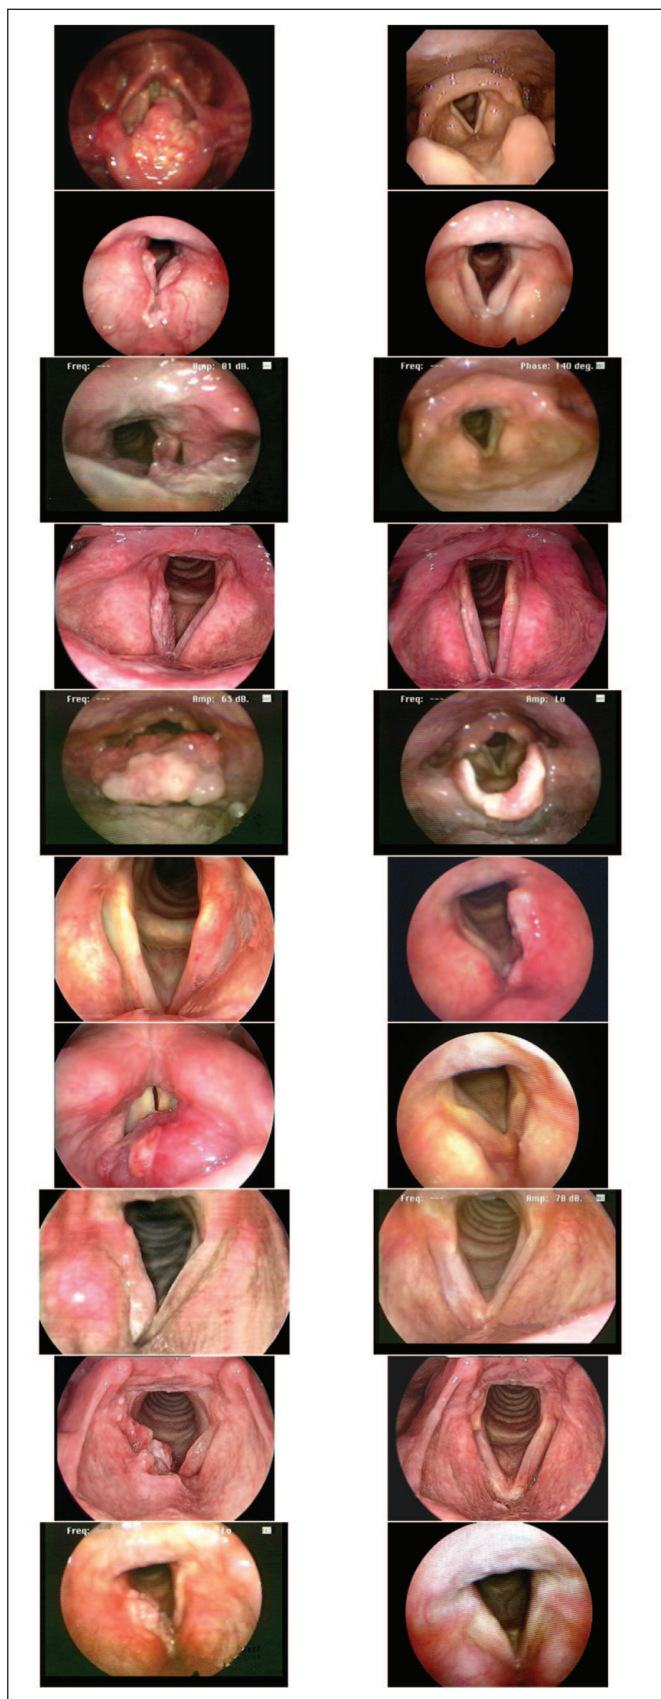 Freq: --- Amp: 81 dB.
Freq: --- Phase: 140 deg.
Freq: --- Amp: 63 dB.
Freq: --- Amp: Lo
Freq: --- Amp: 78 dB.
Freq: Lo